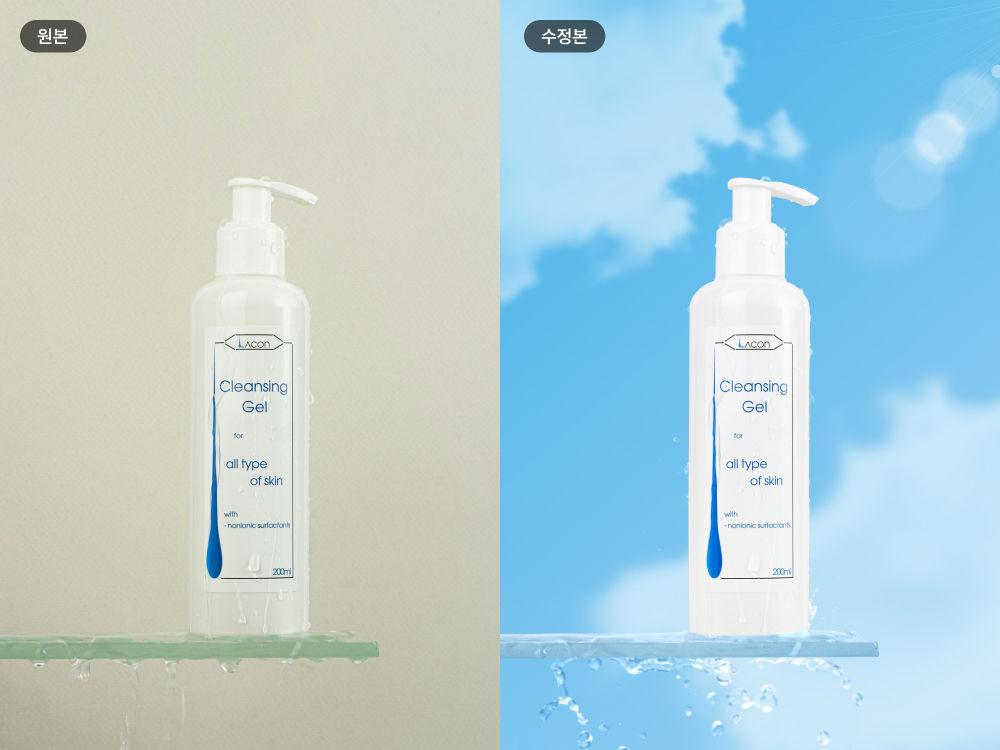 원본
LACON
Cleansing
Gel
for
all type
of skin
with
- nonionic surfactants
200ml
수정본
LACON
Cleansing
Gel
for
all type
of skin
with
- nonionic surfactants
200ml